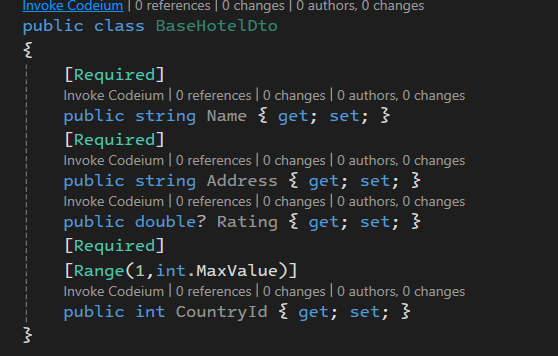 Invoke Codeium | 0 references | 0 changes | 0 authors, 0 changes
public class BaseHotelDto
{
[Required]
Invoke Codeium | 0 references | 0 changes | 0 authors, 0 changes
public string Name { get; set; }
[Required]
Invoke Codeium | 0 references | 0 changes | 0 authors, 0 changes
public string Address { get; set; }
Invoke Codeium | 0 references | 0 changes | 0 authors, 0 changes
public double? Rating { get; set; }
[Required]
[Range(1,int.MaxValue)]
Invoke Codeium | 0 references | 0 changes | 0 authors, 0 changes
public int CountryId { get; set; }
}